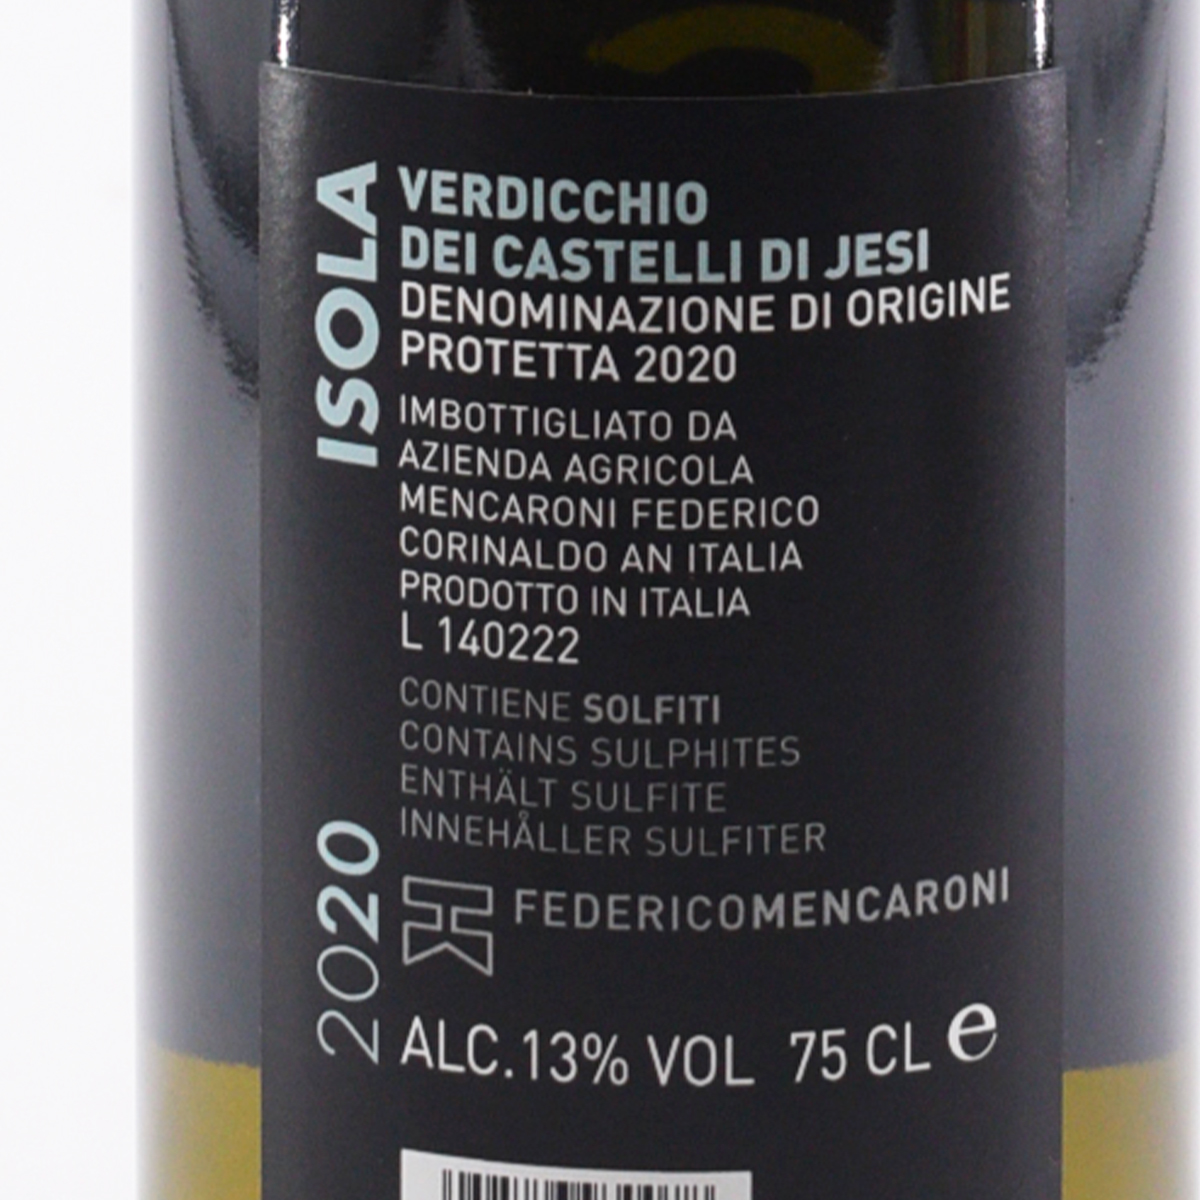 ISOLA
VERDICCHIO
DEI CASTELLI DI JESI
DENOMINAZIONE DI ORIGINE
PROTETTA 2020
IMBOTTIGLIATO DA
AZIENDA AGRICOLA
MENCARONI FEDERICO
CORINALDO AN ITALIA
PRODOTTO IN ITALIA
L 140222
CONTIENE SOLFITI
CONTAINS SULPHITES
ENTHÄLT SULFITE
INNEHÅLLER SULFITER
2020
FEDERICOMENCARONI
ALC.13% VOL 75 CL e